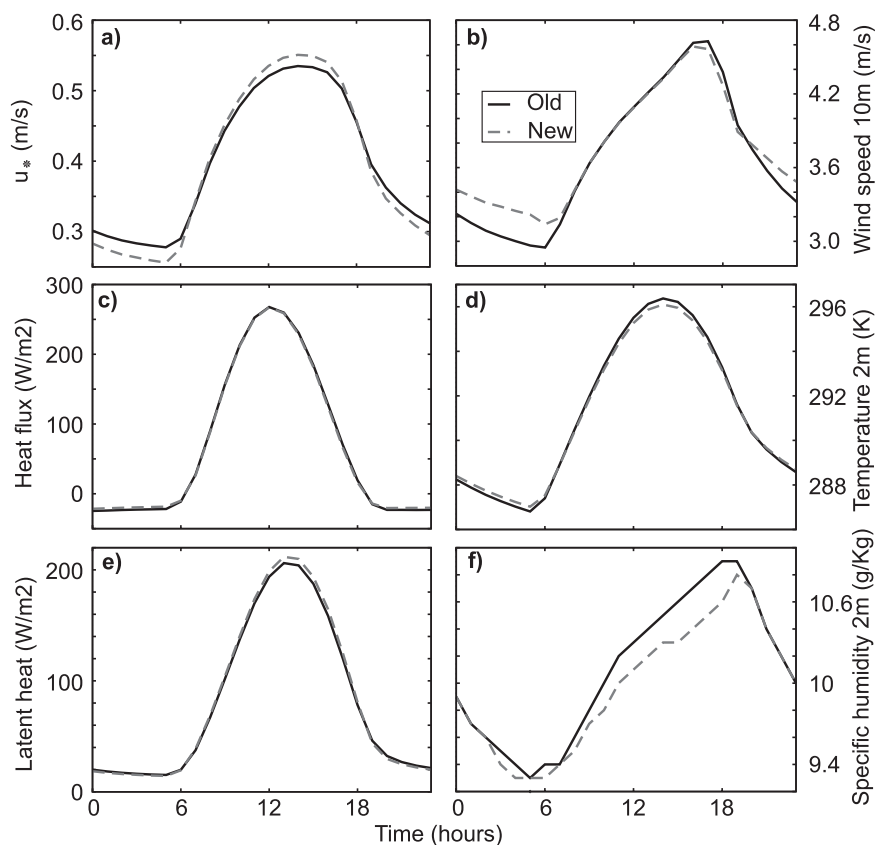 a)
0.6
0.5
0.4
0.3
u* (m/s)
b)
4.8
4.2
3.6
3.0
Wind speed 10m (m/s)
Old
New
c)
300
200
100
0
Heat flux (W/m2)
d)
296
292
288
Temperature 2m (K)
e)
200
100
0
Latent heat (W/m2)
f)
10.6
10
9.4
Specific humidity 2m (g/Kg)
0 6 12 18 0 6 12 18
Time (hours)